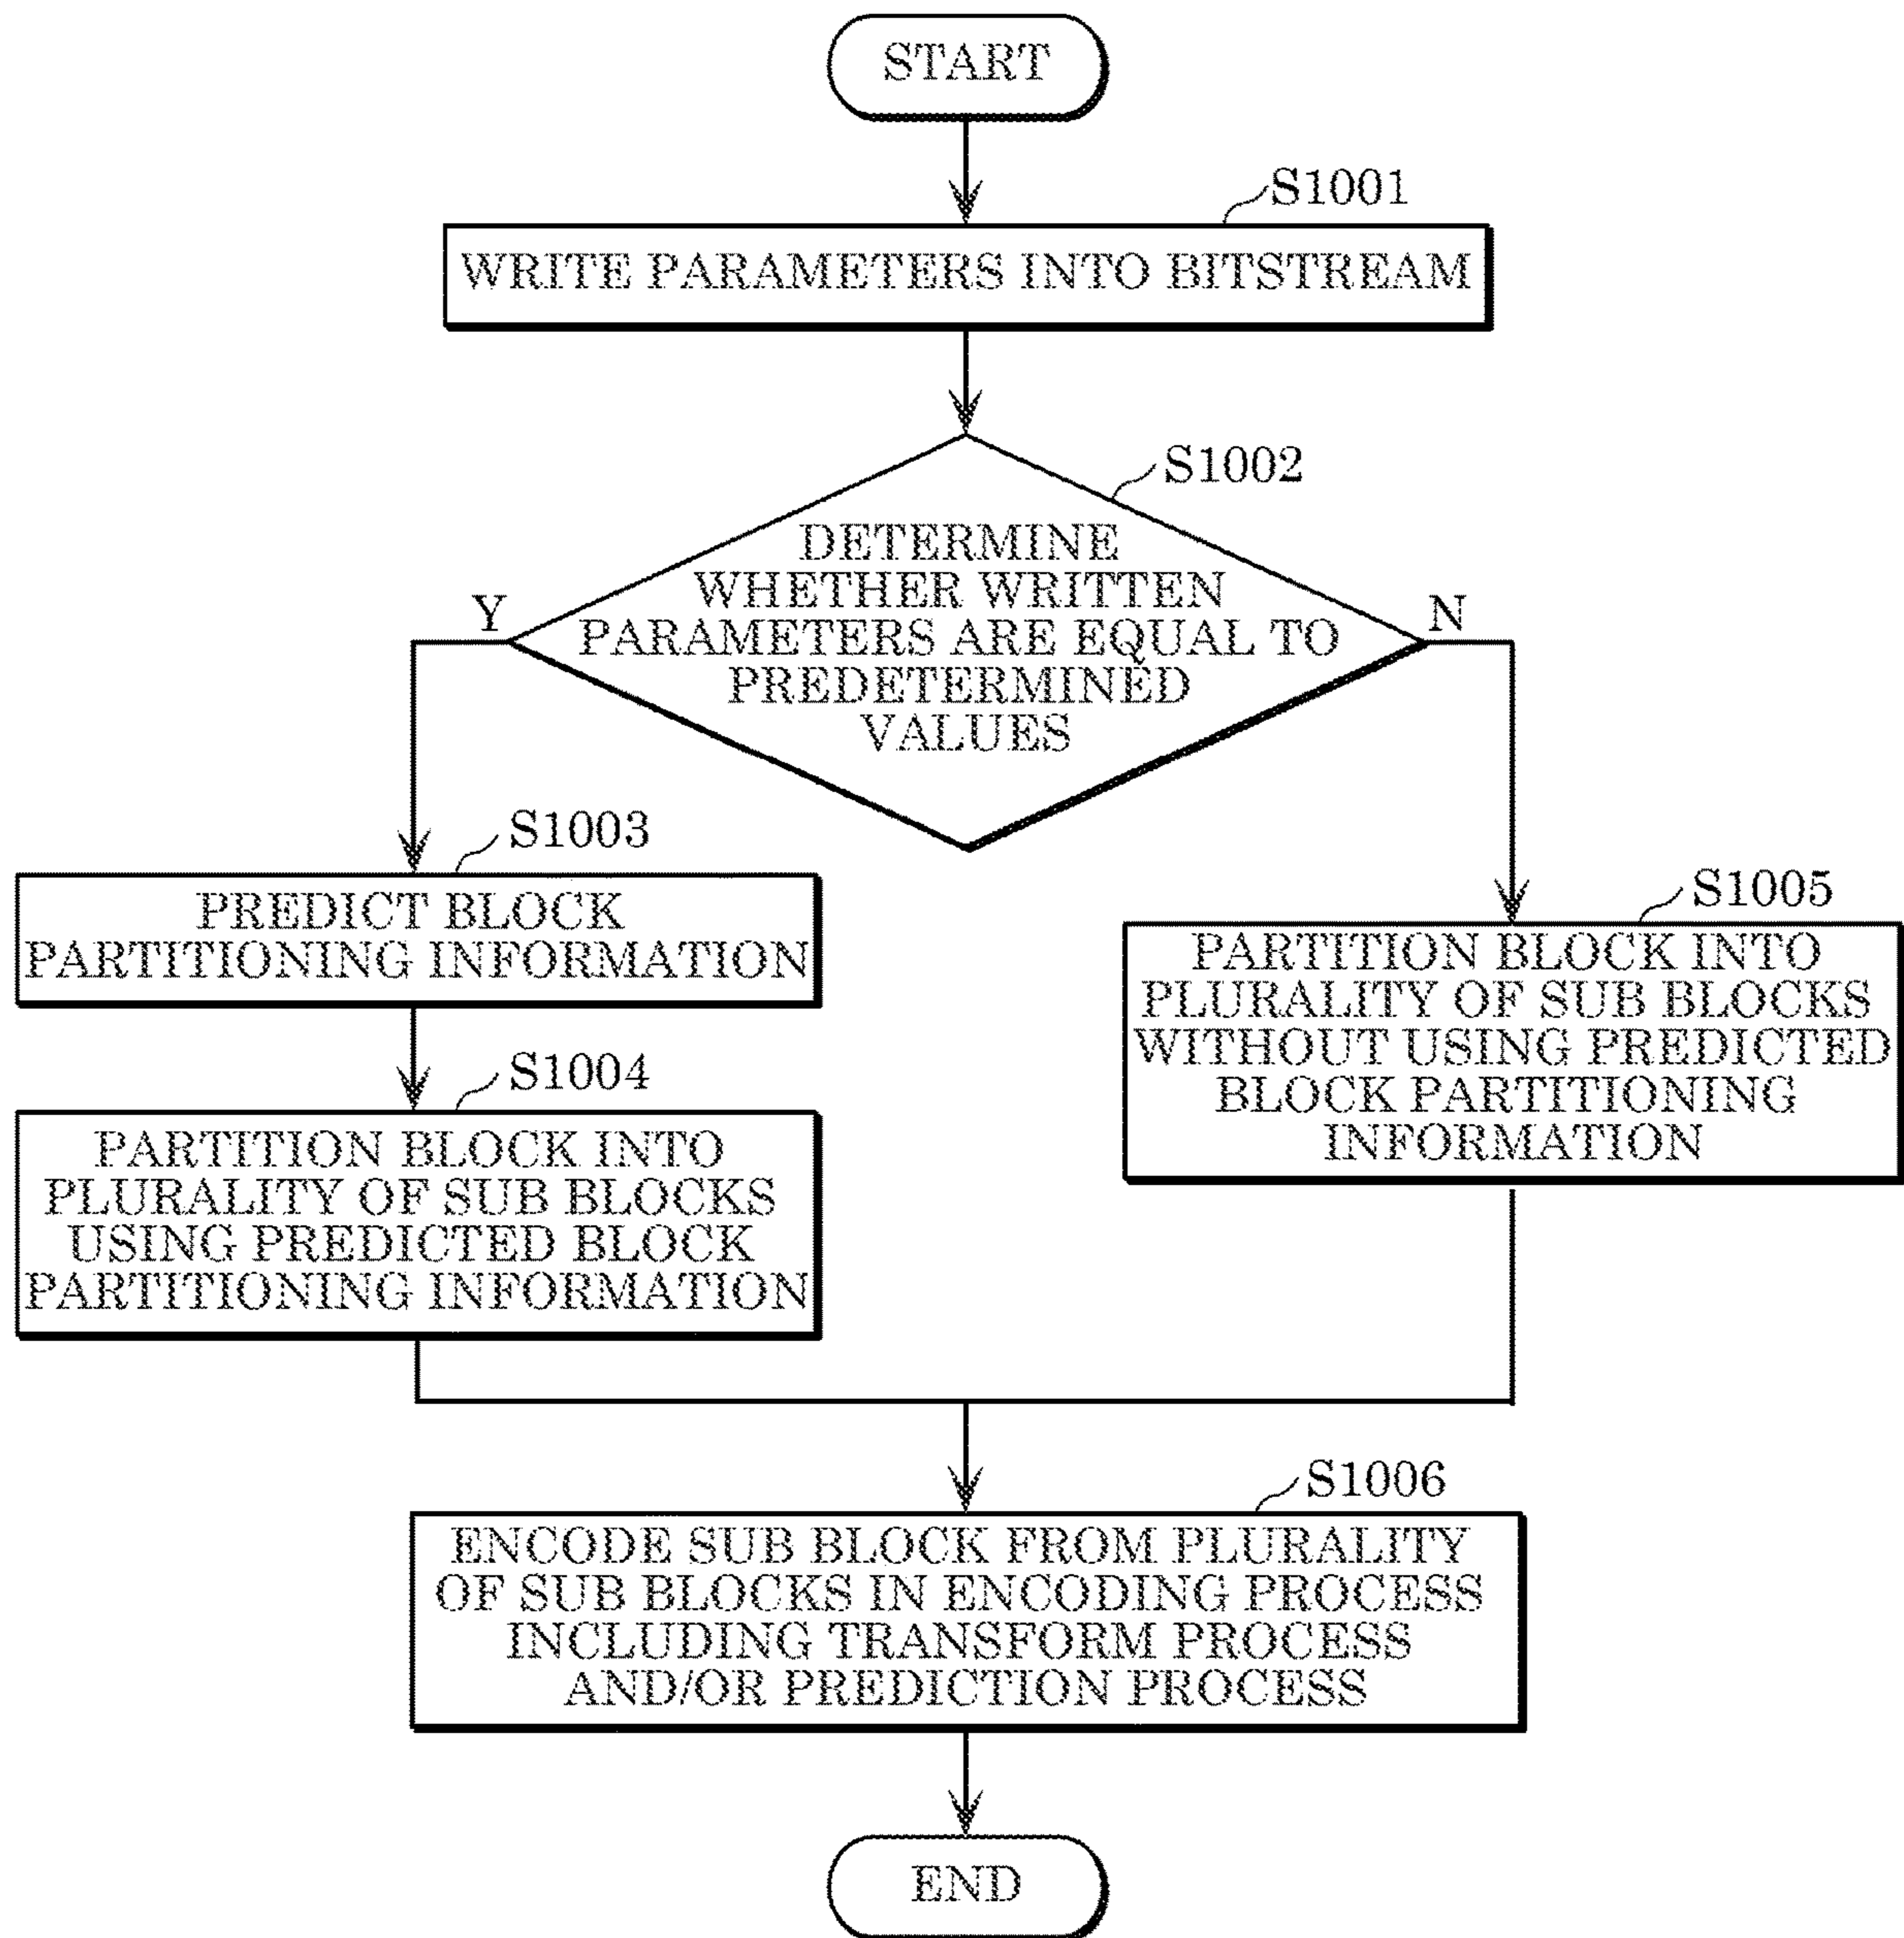 START
S1001
WRITE PARAMETERS INTO BITSTREAM
S1002
DETERMINE
WHETHER WRITTEN
PARAMETERS ARE EQUAL TO
PREDETERMINED
VALUES
Y
N
S1003
PREDICT BLOCK
PARTITIONING INFORMATION
S1004
PARTITION BLOCK INTO
PLURALITY OF SUB BLOCKS
USING PREDICTED BLOCK
PARTITIONING INFORMATION
S1005
PARTITION BLOCK INTO
PLURALITY OF SUB BLOCKS
WITHOUT USING PREDICTED
BLOCK PARTITIONING
INFORMATION
S1006
ENCODE SUB BLOCK FROM PLURALITY
OF SUB BLOCKS IN ENCODING PROCESS
INCLUDING TRANSFORM PROCESS
AND/OR PREDICTION PROCESS
END